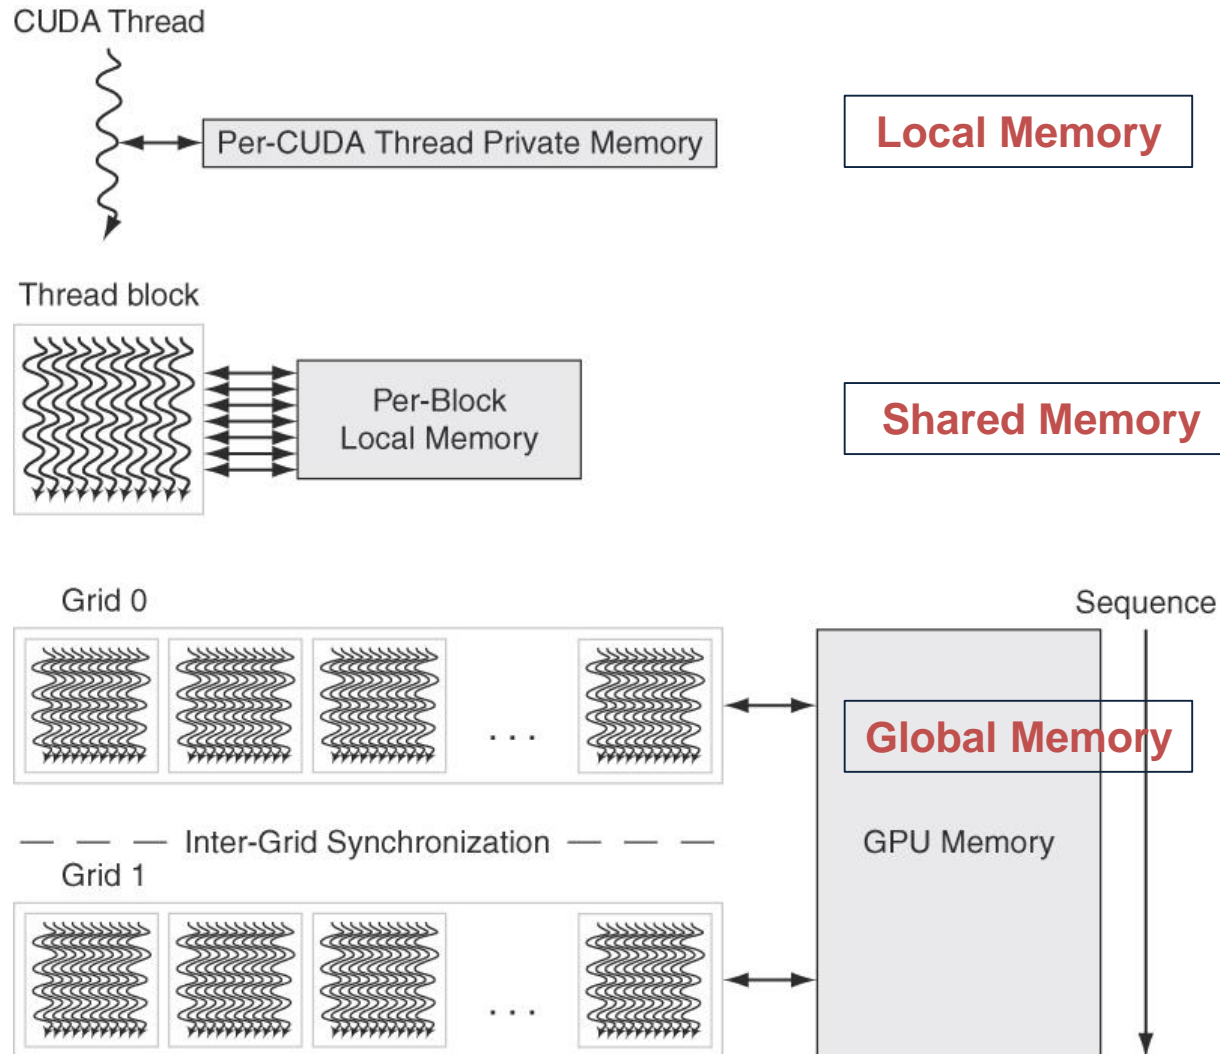 CUDA Thread
Per-CUDA Thread Private Memory
Local Memory
Thread block
Per-Block
Local Memory
Shared Memory
Grid 0
Sequence
. . .
Global Memory
Inter-Grid Synchronization
GPU Memory
Grid 1
. . .